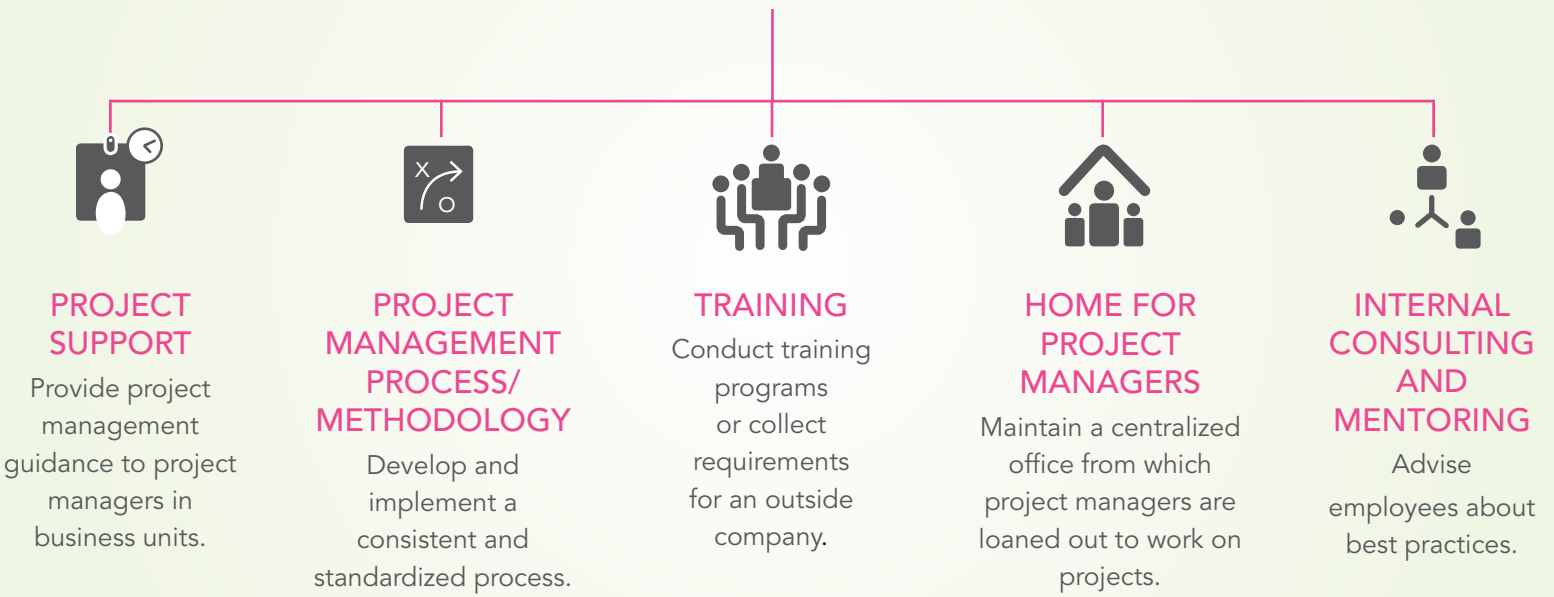 X
O
PROJECT
SUPPORT
Provide project
management
guidance to project
managers in
business units.
PROJECT
MANAGEMENT
PROCESS/
METHODOLOGY
Develop and
implement a
consistent and
standardized process.
TRAINING
Conduct training
programs
or collect
requirements
for an outside
company.
HOME FOR
PROJECT
MANAGERS
Maintain a centralized
office from which
project managers are
loaned out to work on
projects.
INTERNAL
CONSULTING
AND
MENTORING
Advise
employees about
best practices.